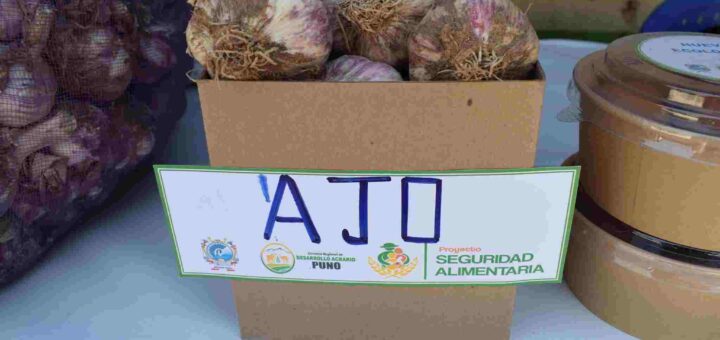 AJO
DESARROLLO AGRARIO
PUNO
Proyecto
SEGURIDAD
ALIMENTARIA